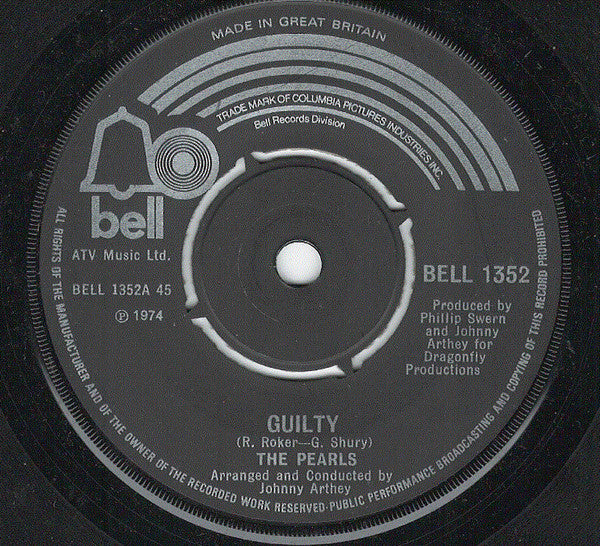 MADE IN GREAT BRITAIN
TRADE MARK OF COLUMBIA PICTURES INDUSTRIES, INC.
Bell Records Division
bell
ATV Music Ltd.
BELL 1352A 45
℗ 1974
BELL 1352
Produced by
Phillip Swern
and Johnny
Arthey for
Dragonfly
Productions
GUILTY
(R. Roker—G. Shury)
THE PEARLS
Arranged and Conducted by
Johnny Arthey
ALL RIGHTS OF THE MANUFACTURER AND OF THE OWNER OF THE RECORDED WORK RESERVED·PUBLIC PERFORMANCE BROADCASTING AND COPYING OF THIS RECORD PROHIBITED